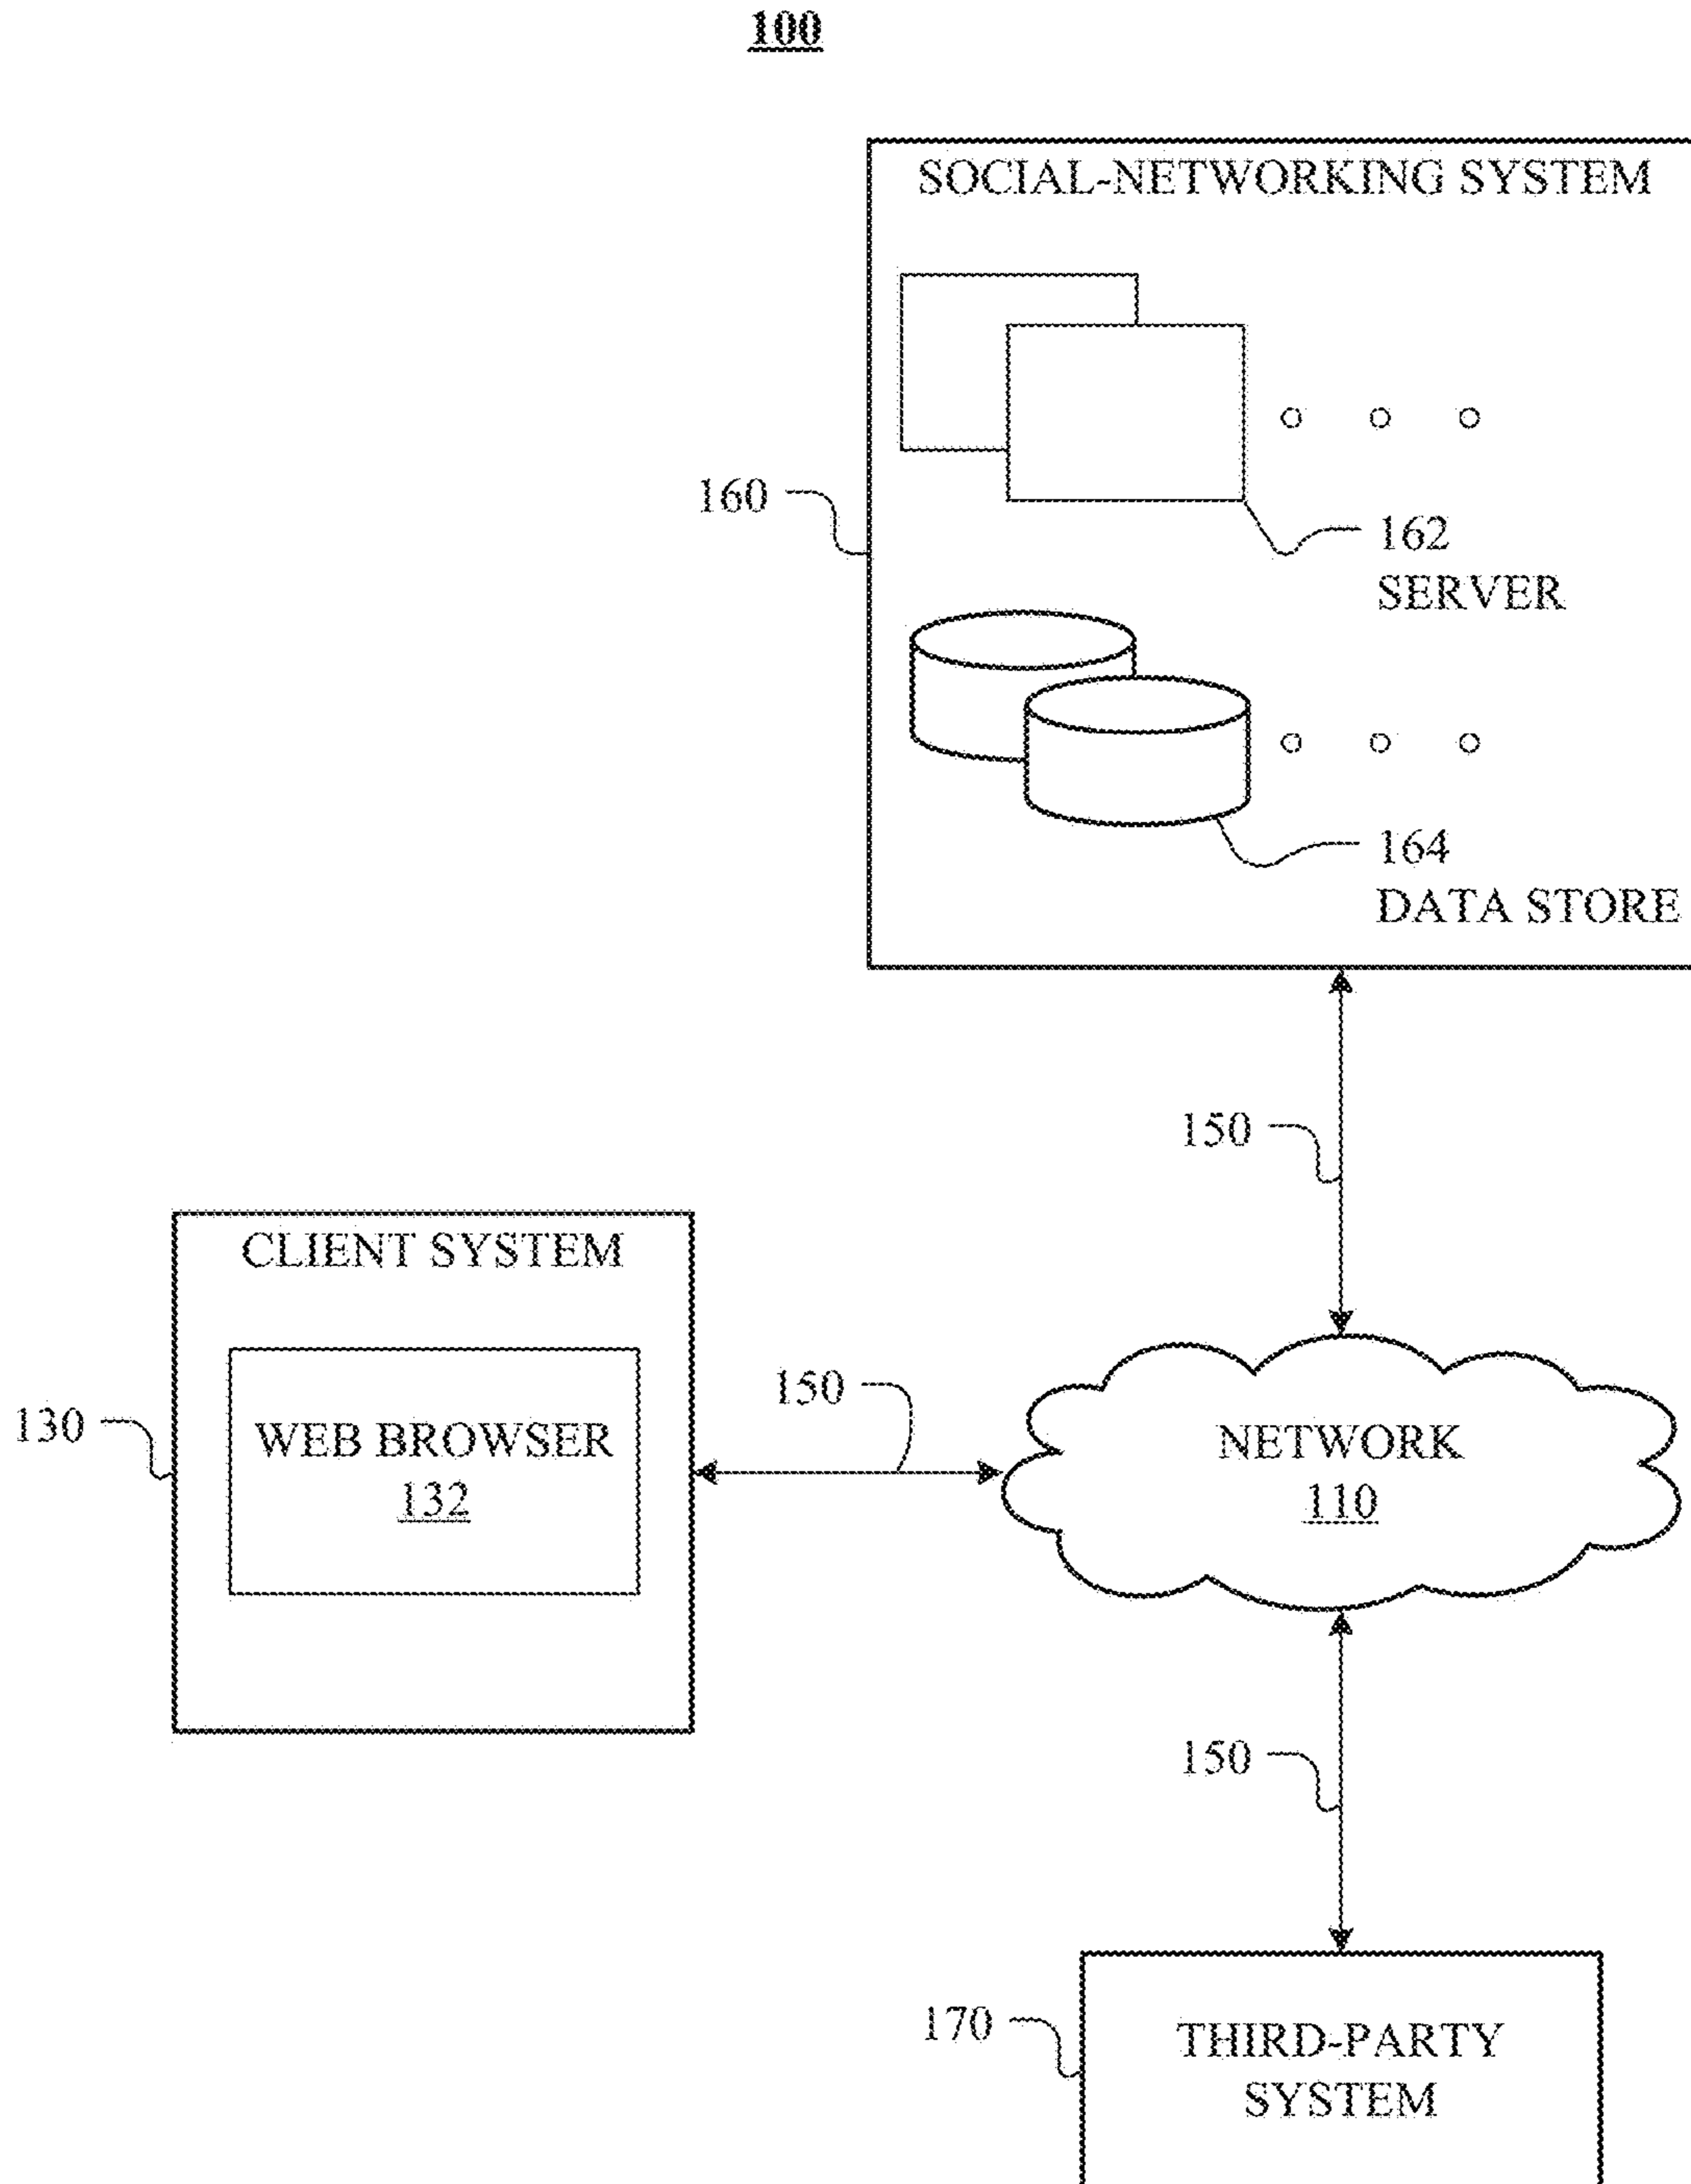 100
SOCIAL-NETWORKING SYSTEM
160
162
SERVER
164
DATA STORE
150
CLIENT SYSTEM
130
WEB BROWSER
132
150
NETWORK
110
150
170
THIRD-PARTY
SYSTEM